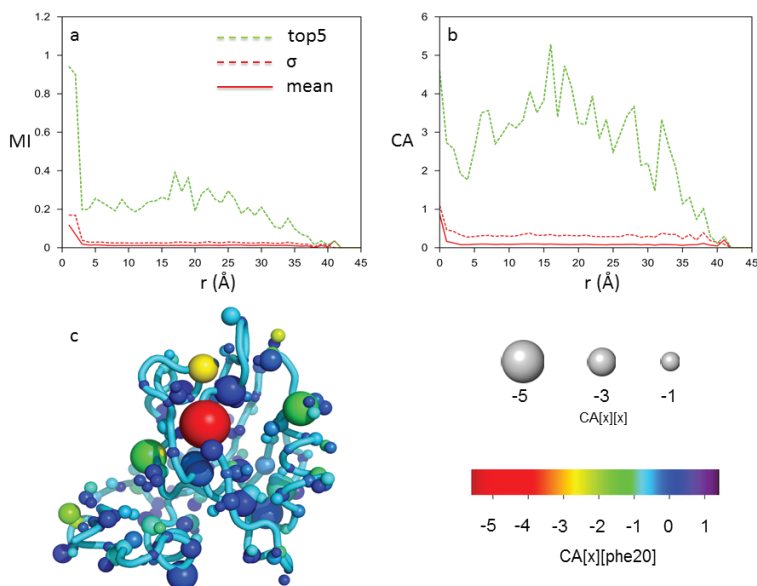 a
top5
σ
mean
MI
1.2
1
0.8
0.6
0.4
0.2
0
0 5 10 15 20 25 30 35 40 45
r (Å)
b
CA
6
5
4
3
2
1
0
0 5 10 15 20 25 30 35 40 45
r (Å)
c
-5 -3 -1
CA[x][x]
-5 -4 -3 -2 -1 0 1
CA[x][phe20]